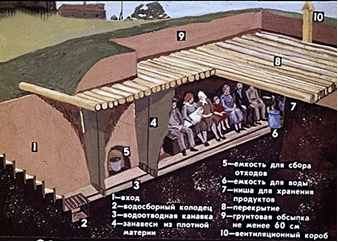 10
9
8
1
5
4
7
6
3
2
1—вход
2—водосборный колодец
3—водоотводная канавка
4—занавеси из плотной
материи
5—емкость для сбора
отходов
6—емкость для воды
7—ниша для хранения
продуктов
8—перекрытие
9—грунтовая обсыпка
не менее 60 см
10—вентиляционный короб